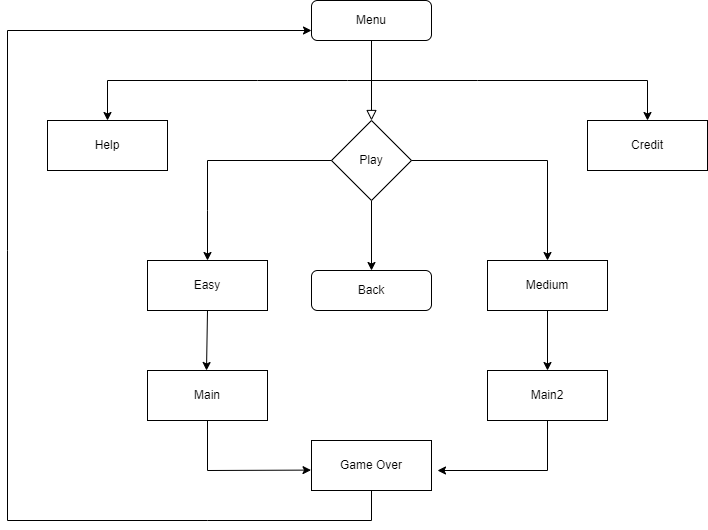 Menu
Help
Play
Credit
Easy
Back
Medium
Main
Main2
Game Over